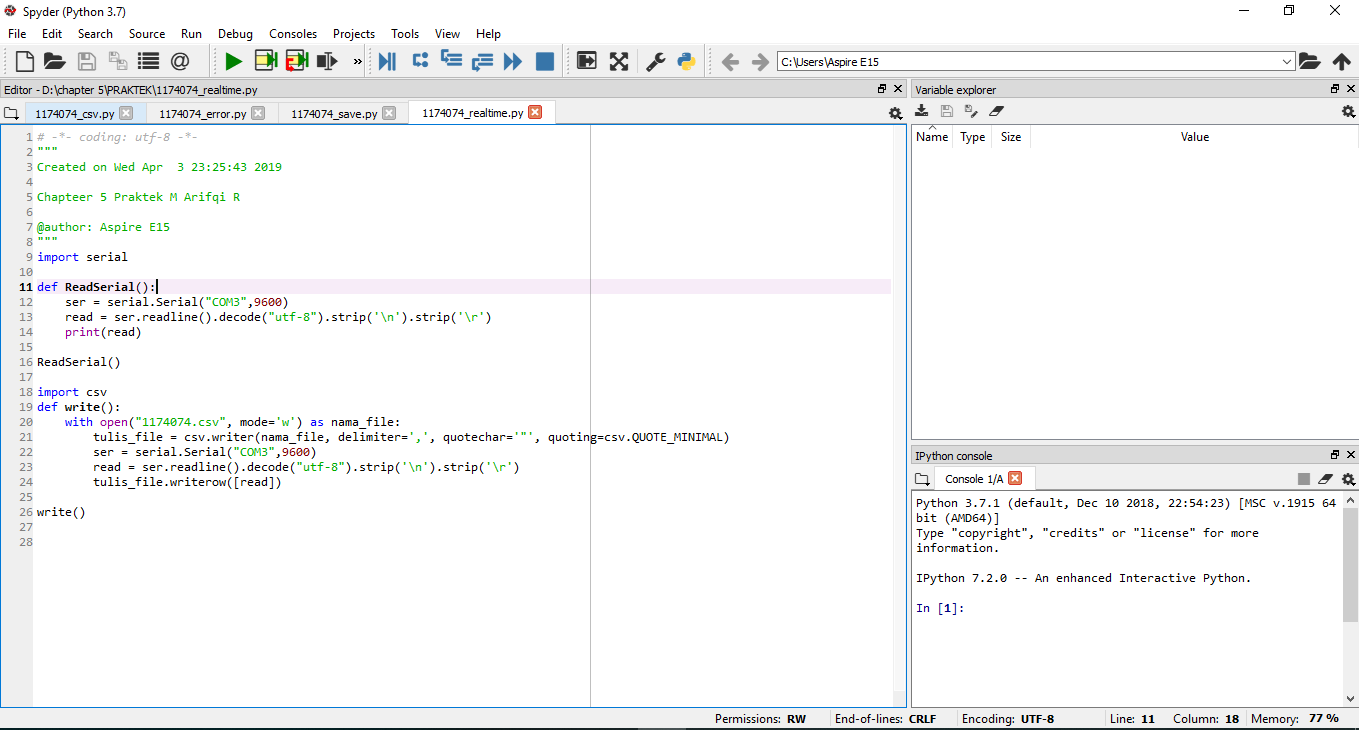 Spyder (Python 3.7)
File Edit Search Source Run Debug Consoles Projects Tools View Help
@ » C:\Users\Aspire E15
Editor - D:\chapter 5\PRAKTEK\1174074_realtime.py
1174074_csv.py 1174074_error.py 1174074_save.py 1174074_realtime.py
1 # -*- coding: utf-8 -*-
2 """
3 Created on Wed Apr  3 23:25:43 2019
4
5 Chapteer 5 Praktek M Arifqi R
6
7 @author: Aspire E15
8 """
9 import serial
10
11 def ReadSerial():
12     ser = serial.Serial("COM3",9600)
13     read = ser.readline().decode("utf-8").strip('\n').strip('\r')
14     print(read)
15
16 ReadSerial()
17
18 import csv
19 def write():
20     with open("1174074.csv", mode='w') as nama_file:
21         tulis_file = csv.writer(nama_file, delimiter=',', quotechar='"', quoting=csv.QUOTE_MINIMAL)
22         ser = serial.Serial("COM3",9600)
23         read = ser.readline().decode("utf-8").strip('\n').strip('\r')
24         tulis_file.writerow([read])
25
26 write()
27
28
Variable explorer
Name Type Size Value
IPython console
Console 1/A
Python 3.7.1 (default, Dec 10 2018, 22:54:23) [MSC v.1915 64
bit (AMD64)]
Type "copyright", "credits" or "license" for more
information.
IPython 7.2.0 -- An enhanced Interactive Python.
In [1]:
Permissions: RW End-of-lines: CRLF Encoding: UTF-8 Line: 11 Column: 18 Memory: 77 %